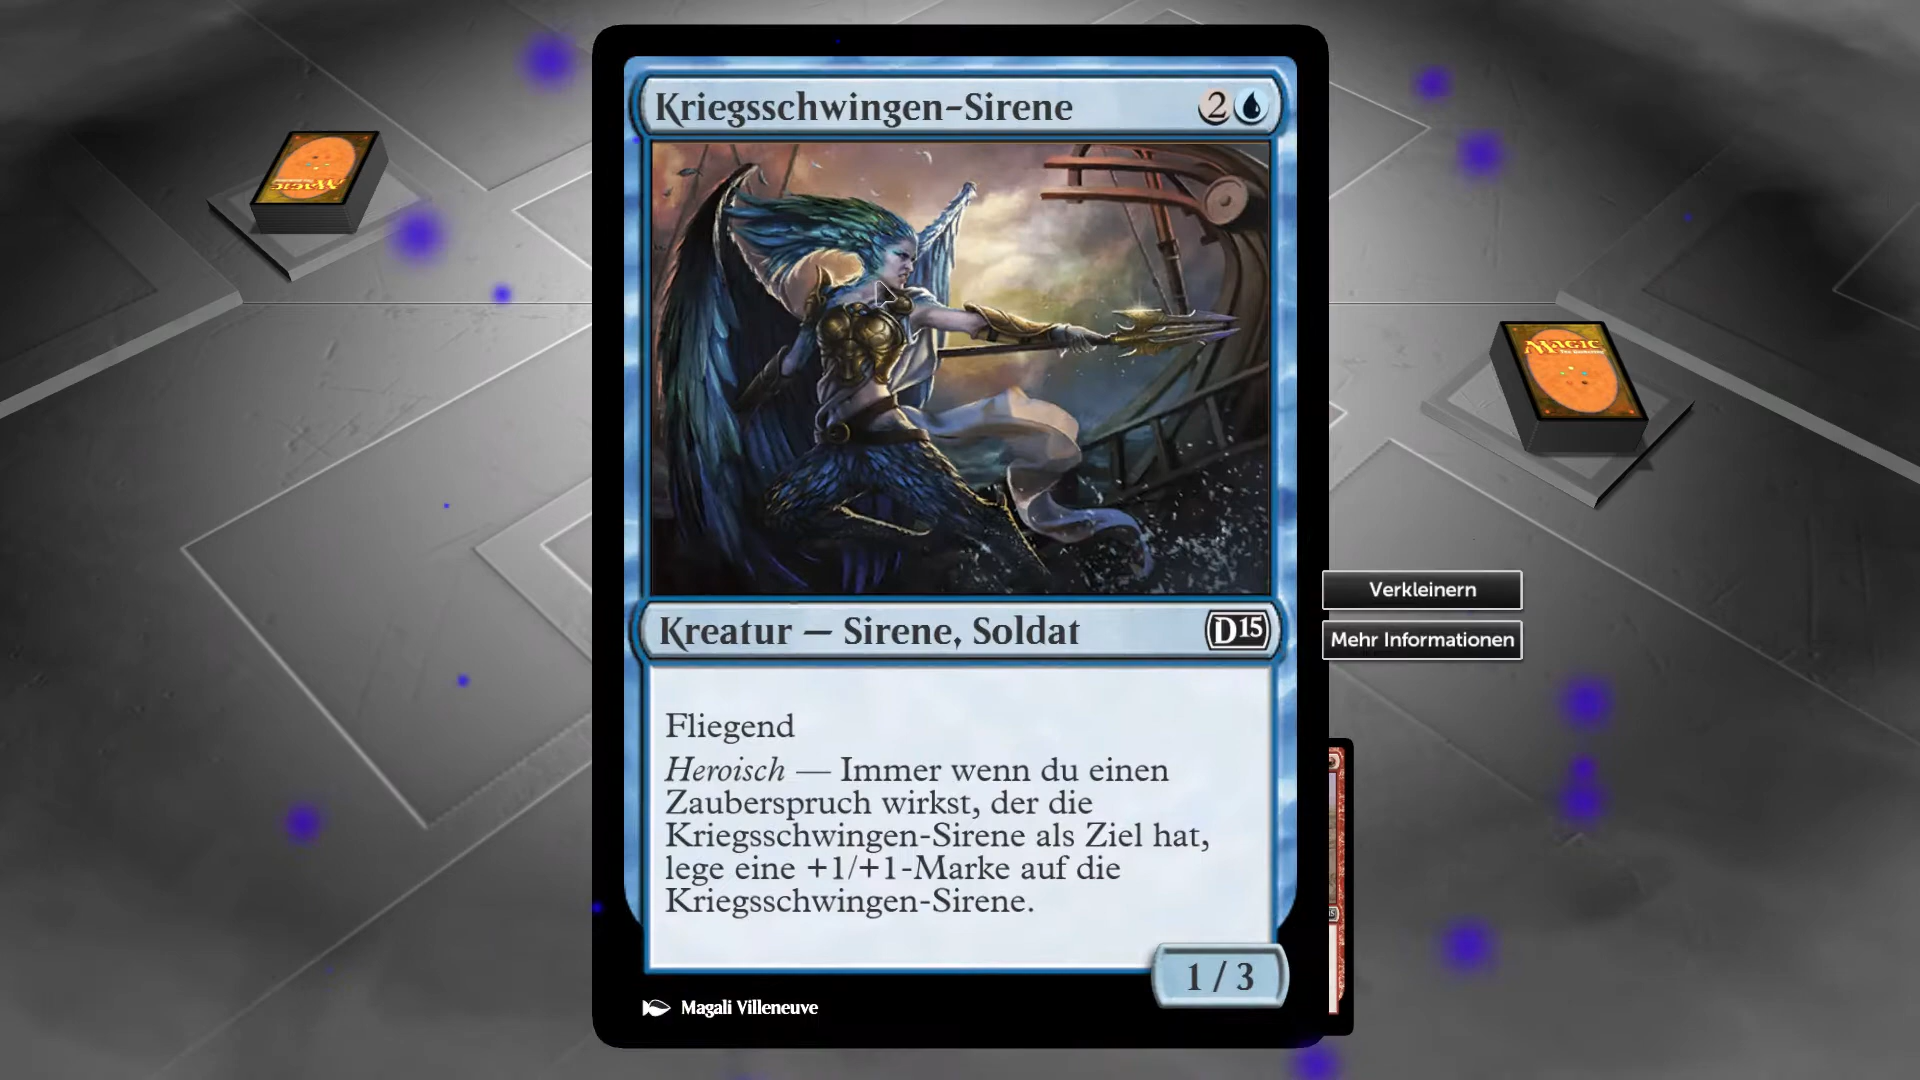 Kriegsschwingen-Sirene 2
MAGIC
MAGIC
Verkleinern
Kreatur — Sirene, Soldat D15
Mehr Informationen
Fliegend
Heroisch — Immer wenn du einen
Zauberspruch wirkst, der die
Kriegsschwingen-Sirene als Ziel hat,
lege eine +1/+1-Marke auf die
Kriegsschwingen-Sirene.
1 / 3
Magali Villeneuve